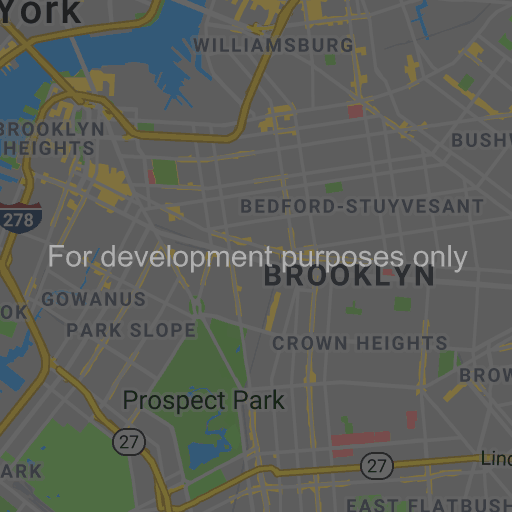 York
WILLIAMSBURG
BROOKLYN
HEIGHTS
BUSHW
BEDFORD-STUYVESANT
278
For development purposes only
BROOKLYN
GOWANUS
OK
PARK SLOPE
CROWN HEIGHTS
BROW
Prospect Park
27
27
Linc
ARK
EAST FLATBUSH